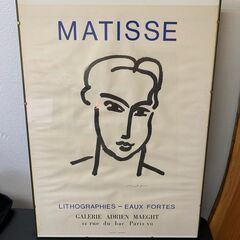 MATISSE
LITHOGRAPHIES – EAUX FORTES
GALERIE ADRIEN MAEGHT
42 rue du bac Paris VII